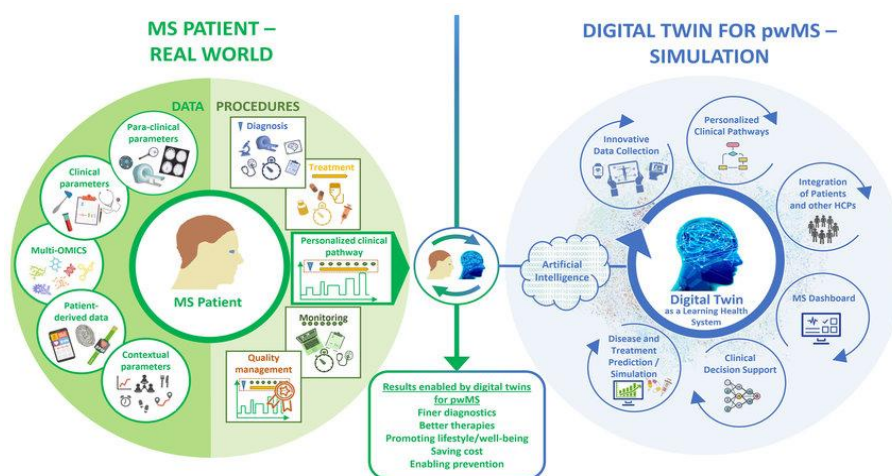 MS PATIENT –
REAL WORLD
DIGITAL TWIN FOR pwMS –
SIMULATION
DATA
PROCEDURES
Para-clinical
parameters
Clinical
parameters
Multi-OMICS
Patient-
derived data
Contextual
parameters
MS Patient
Diagnosis
Treatment
Personalized clinical
pathway
Monitoring
Quality
management
Artificial
Intelligence
Innovative
Data Collection
Personalized
Clinical Pathways
Integration
of Patients
and other HCPs
MS Dashboard
Clinical
Decision Support
Disease and
Treatment
Prediction /
Simulation
Digital Twin
as a Learning Health
System
Results enabled by digital twins
for pwMS
Finer diagnostics
Better therapies
Promoting lifestyle/well-being
Saving cost
Enabling prevention